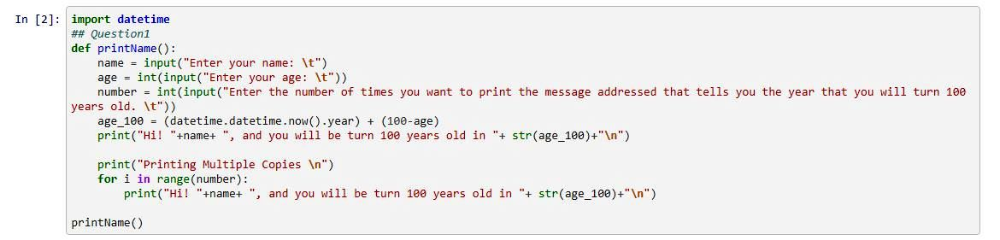 In [2]: import datetime
## Question1
def printName():
    name = input("Enter your name: \t")
    age = int(input("Enter your age: \t"))
    number = int(input("Enter the number of times you want to print the message addressed that tells you the year that you will turn 100
years old. \t"))
    age_100 = (datetime.datetime.now().year) + (100-age)
    print("Hi! "+name+ ", and you will be turn 100 years old in "+ str(age_100)+"\n")

    print("Printing Multiple Copies \n")
    for i in range(number):
        print("Hi! "+name+ ", and you will be turn 100 years old in "+ str(age_100)+"\n")

printName()